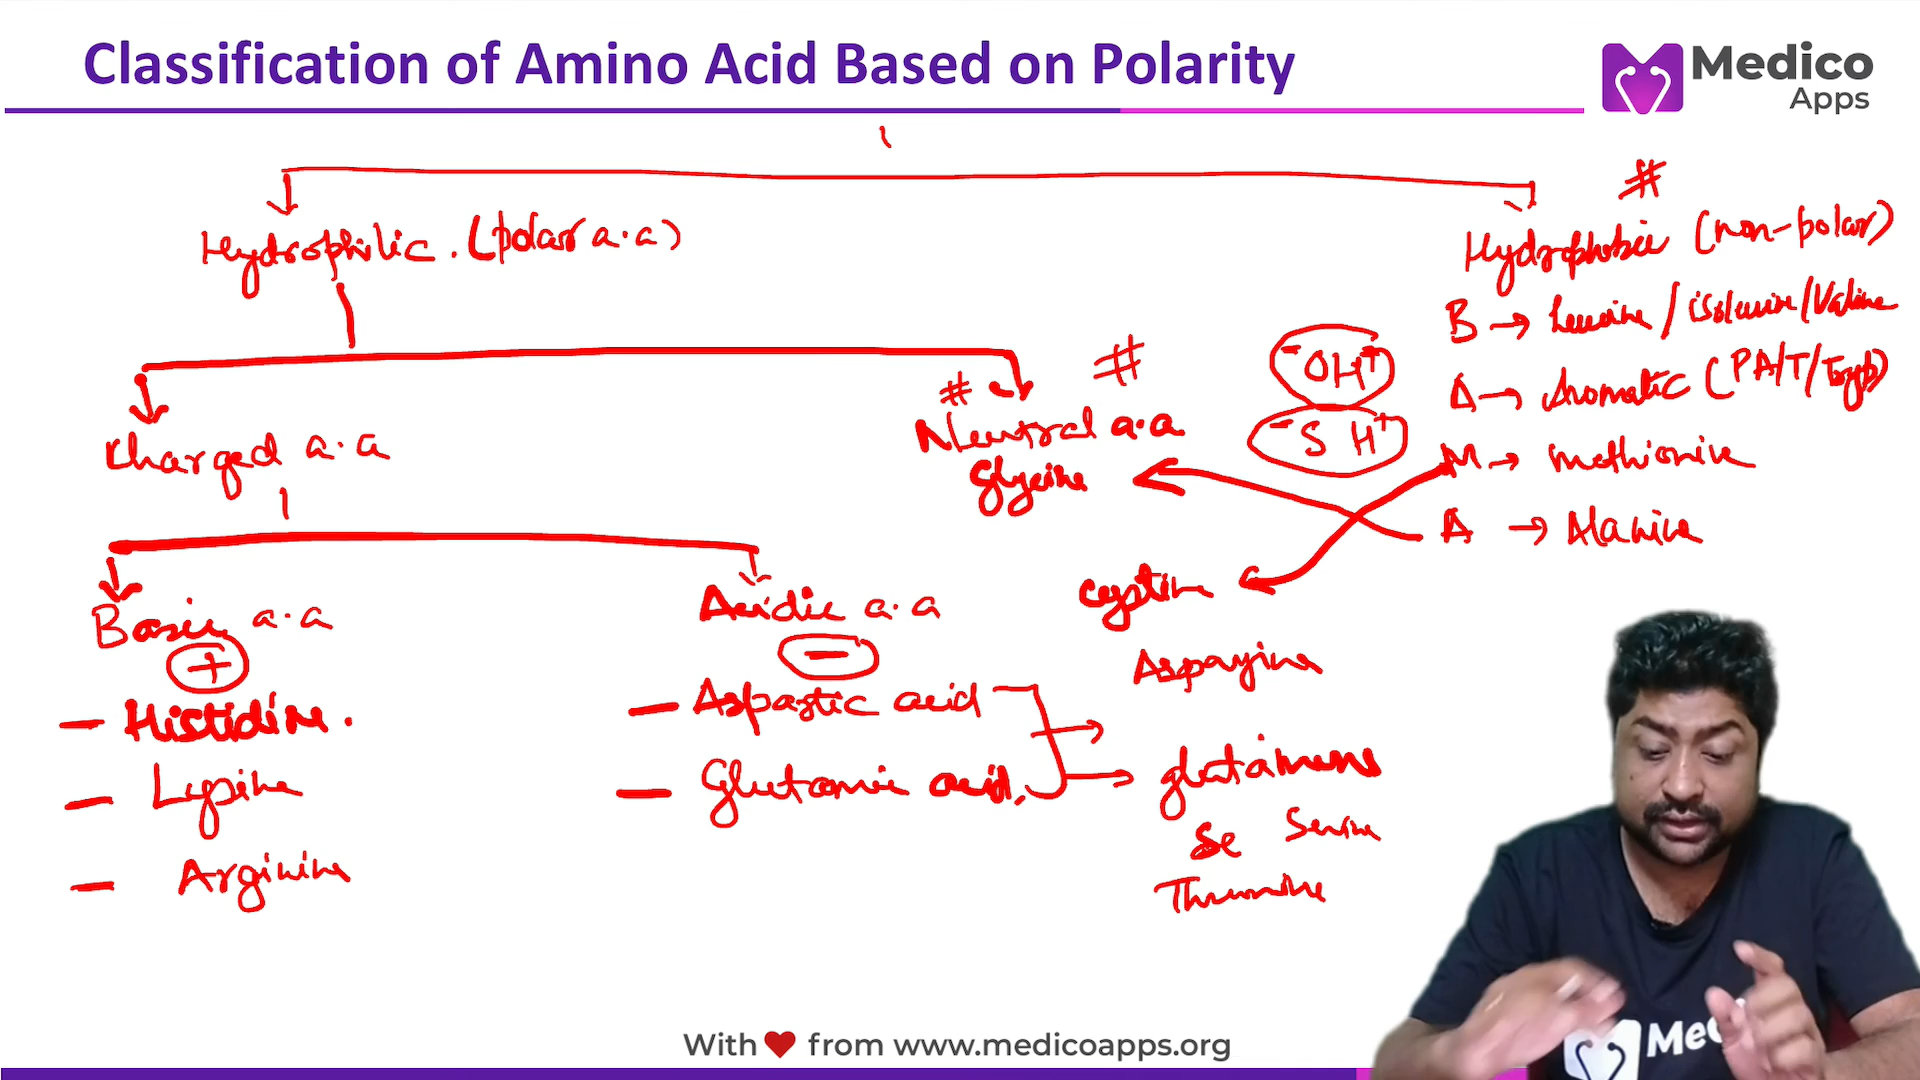 Classification of Amino Acid Based on Polarity
Medico
Apps
#
Hydrophilic. (polar a.a)
Hydrophobic (non-polar)
B → Leucine / isoleucine / Valine
A → Aromatic (PA/T/Tryp)
M → Methionine
A → Alanine
-OH+
-S H+
Charged a.a
# #
Neutral a.a
Glycine
Basic a.a
+
- Histidine.
- Lysine
- Arginine
Acidic a.a
-
- Aspartic acid
- Glutamic acid.
cystine
Asparagine
glutamine
Se Serine
Threonine
Me
With ❤ from www.medicoapps.org